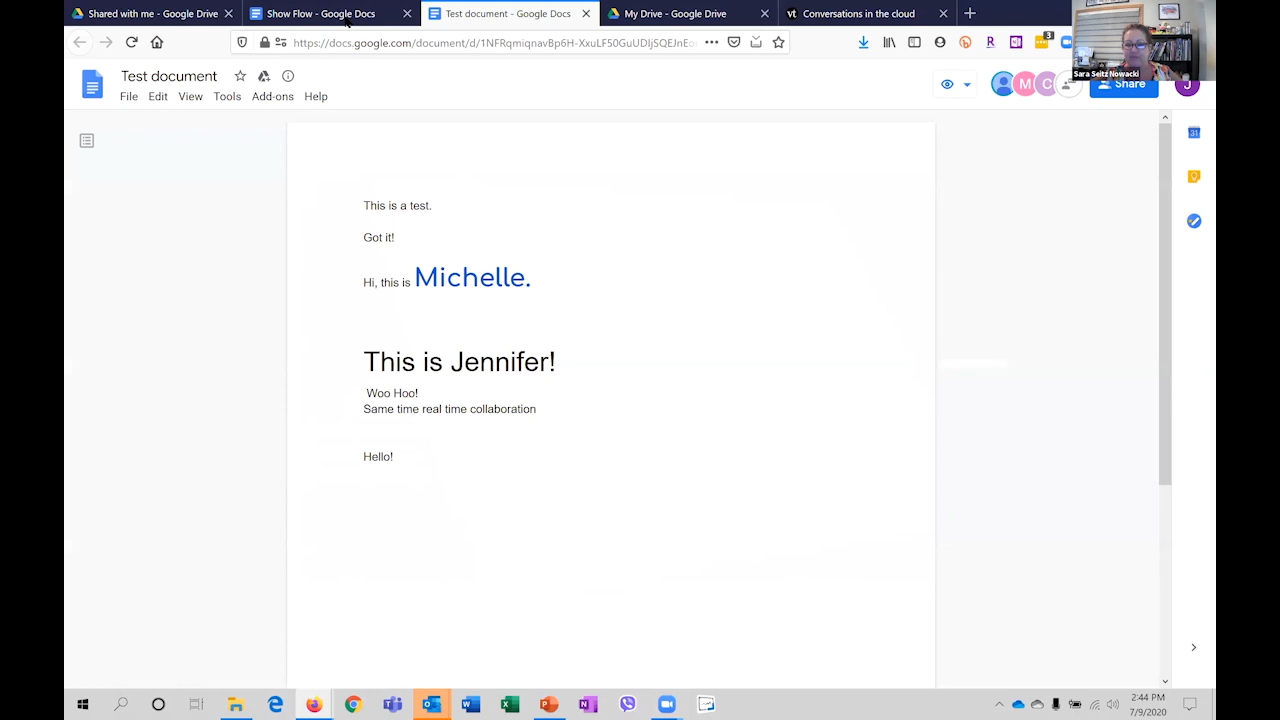 Shared with me - Google Drive
Show Flow - Google Docs
Test document - Google Docs
My Drive - Google Drive
vt Conversations in the cloud
Sara Seitz Nowacki
Test document
File Edit View Tools Add-ons Help
M C Share J
3
31
This is a test.
Got it!
Hi, this is Michelle.
This is Jennifer!
Woo Hoo!
Same time real time collaboration
Hello!
2:44 PM
7/9/2020